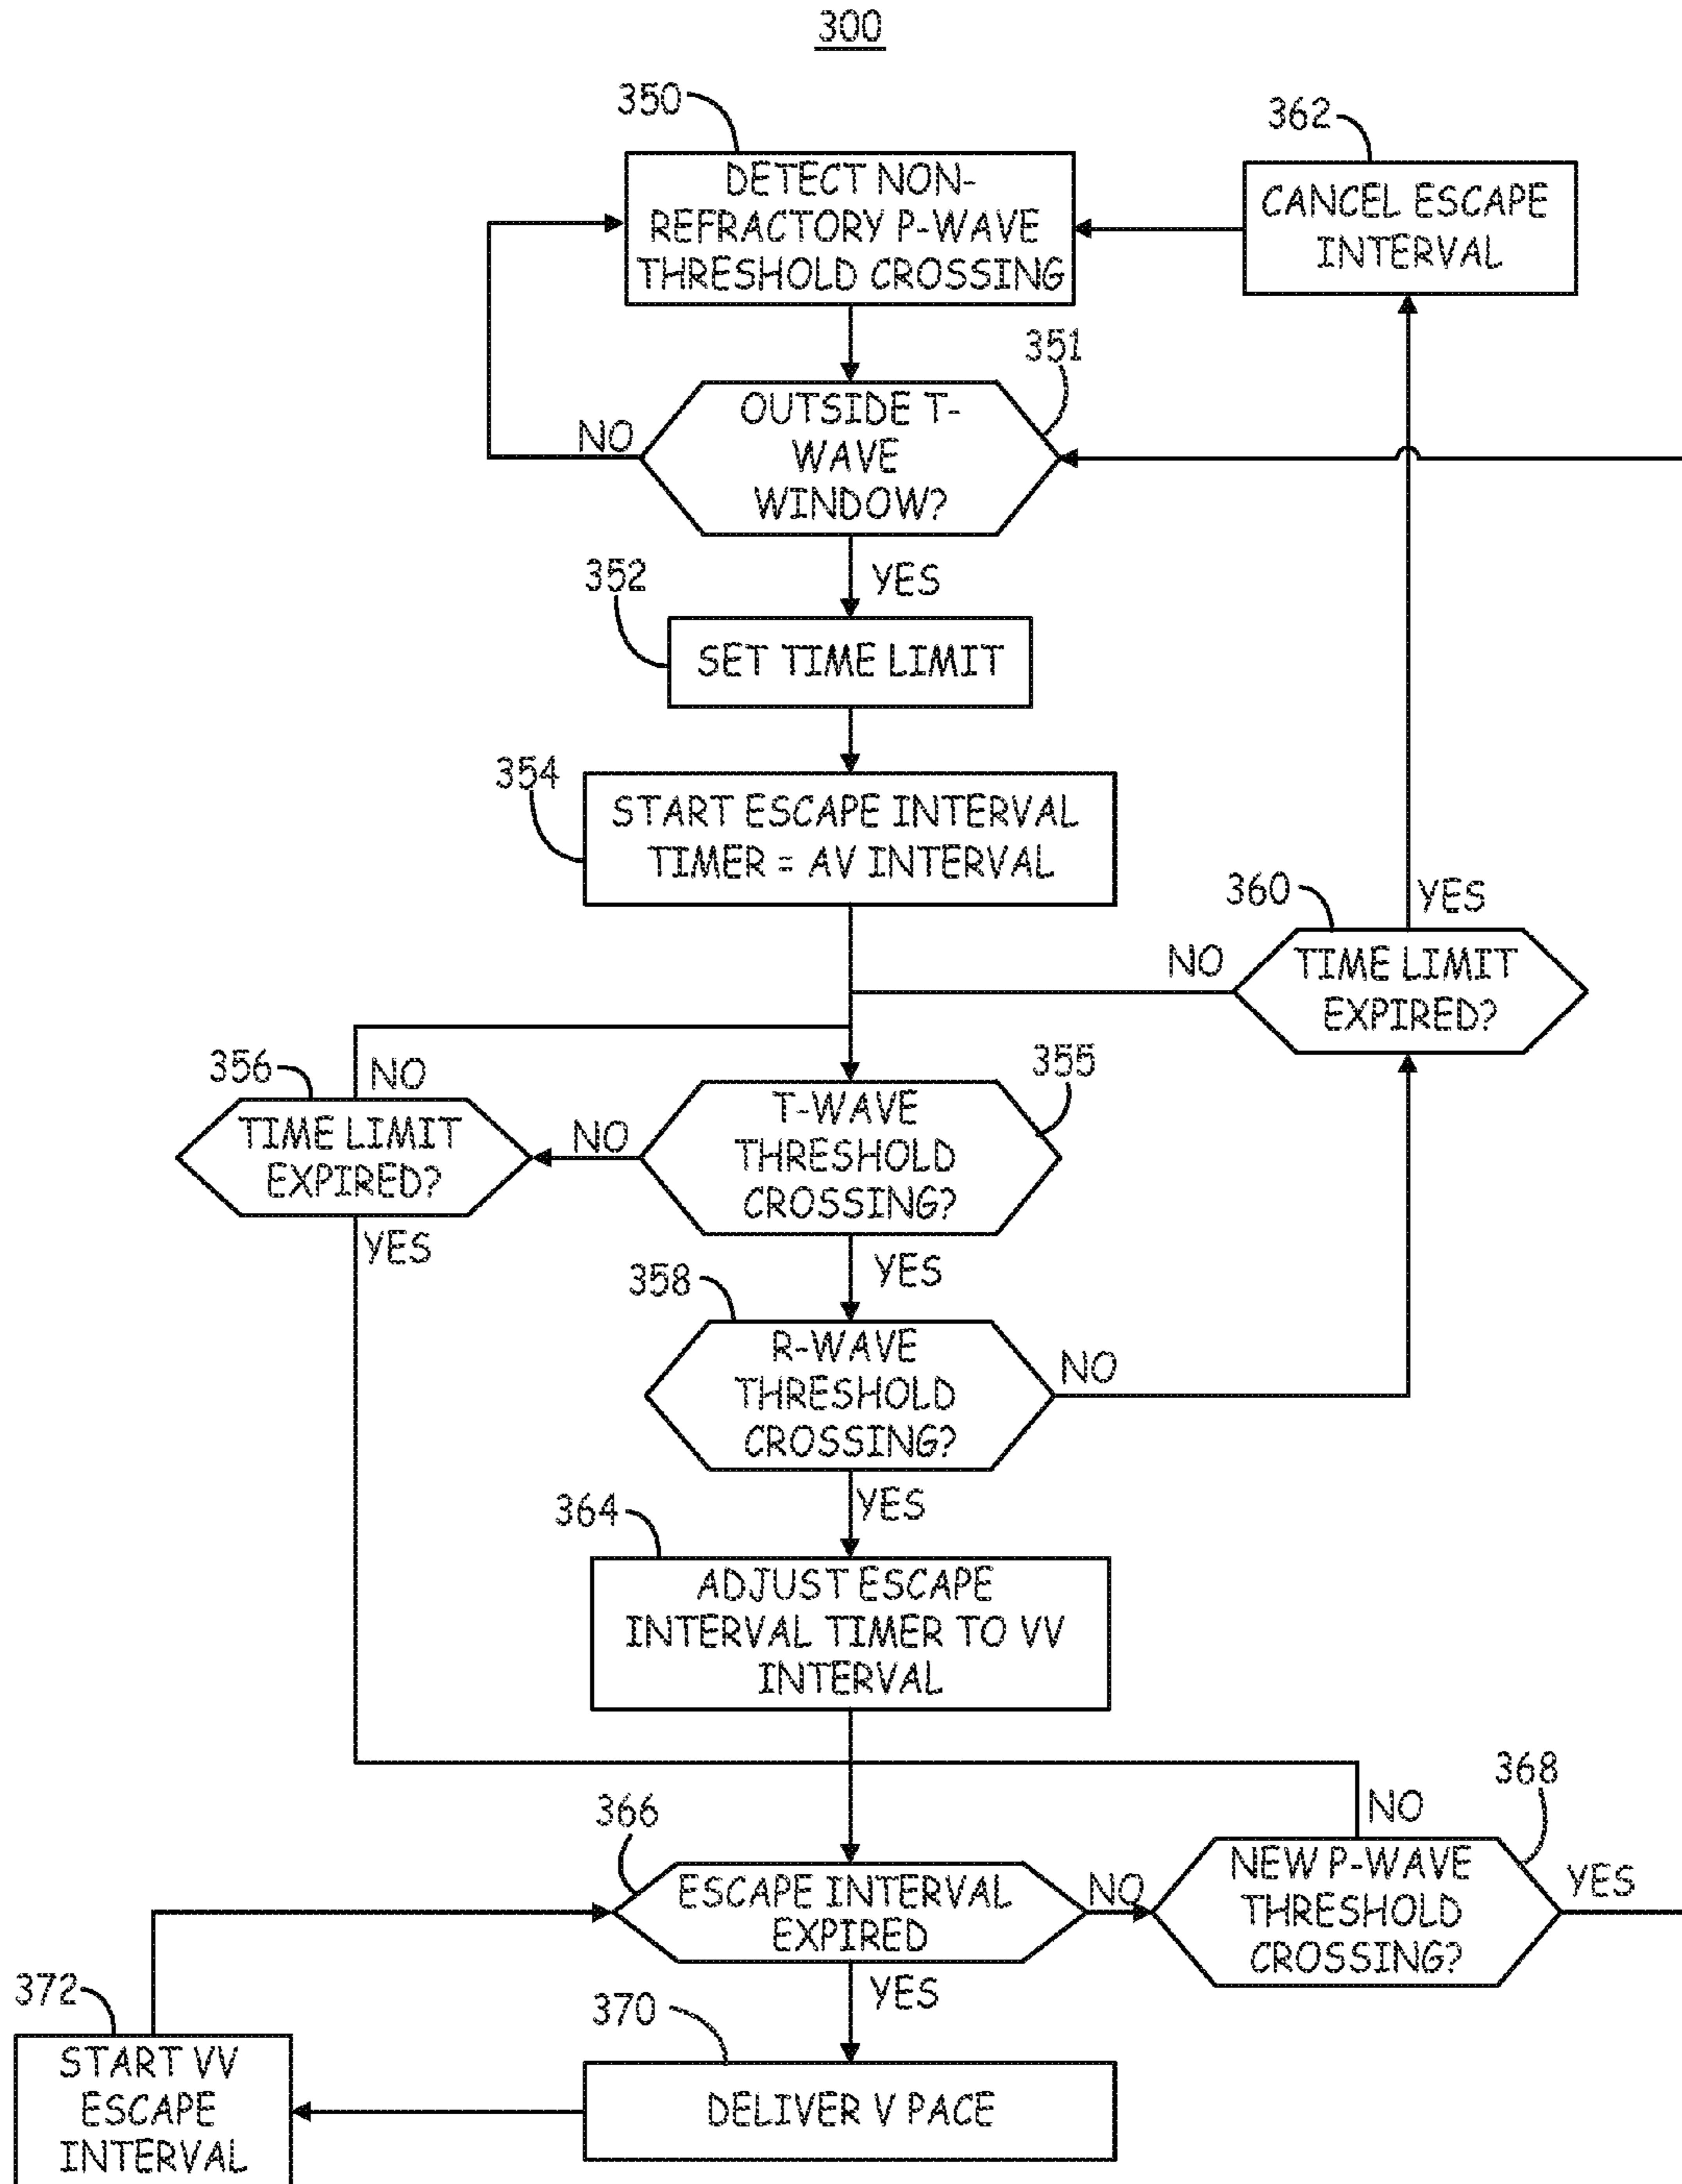 300
350
362
DETECT NON-
REFRACTORY P-WAVE
THRESHOLD CROSSING
CANCEL ESCAPE
INTERVAL
351
OUTSIDE T-
WAVE
WINDOW?
NO
YES
352
SET TIME LIMIT
354
START ESCAPE INTERVAL
TIMER = AV INTERVAL
360
YES
NO
TIME LIMIT
EXPIRED?
356
NO
355
TIME LIMIT
EXPIRED?
NO
T-WAVE
THRESHOLD
CROSSING?
YES
YES
358
R-WAVE
THRESHOLD
CROSSING?
NO
YES
364
ADJUST ESCAPE
INTERVAL TIMER TO VV
INTERVAL
368
NO
366
ESCAPE INTERVAL
EXPIRED
NO
NEW P-WAVE
THRESHOLD
CROSSING?
YES
YES
372
370
START VV
ESCAPE
INTERVAL
DELIVER V PACE